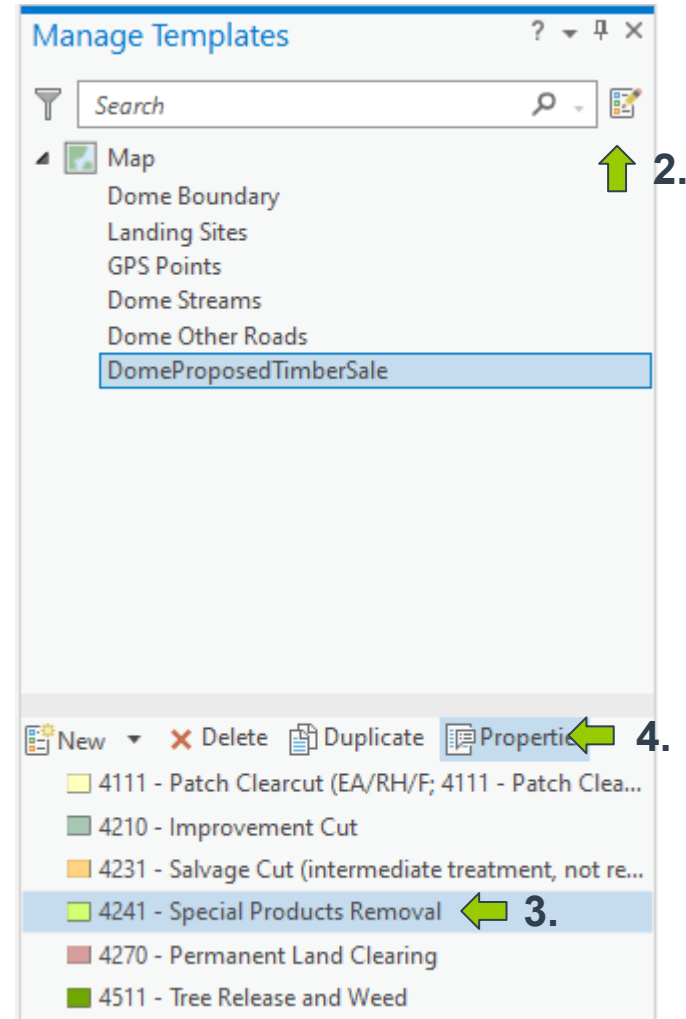 Manage Templates ?
Search
Map
2.
Dome Boundary
Landing Sites
GPS Points
Dome Streams
Dome Other Roads
DomeProposedTimberSale
New Delete Duplicate Propertie 4.
4111 - Patch Clearcut (EA/RH/F; 4111 - Patch Clea...
4210 - Improvement Cut
4231 - Salvage Cut (intermediate treatment, not re...
4241 - Special Products Removal 3.
4270 - Permanent Land Clearing
4511 - Tree Release and Weed